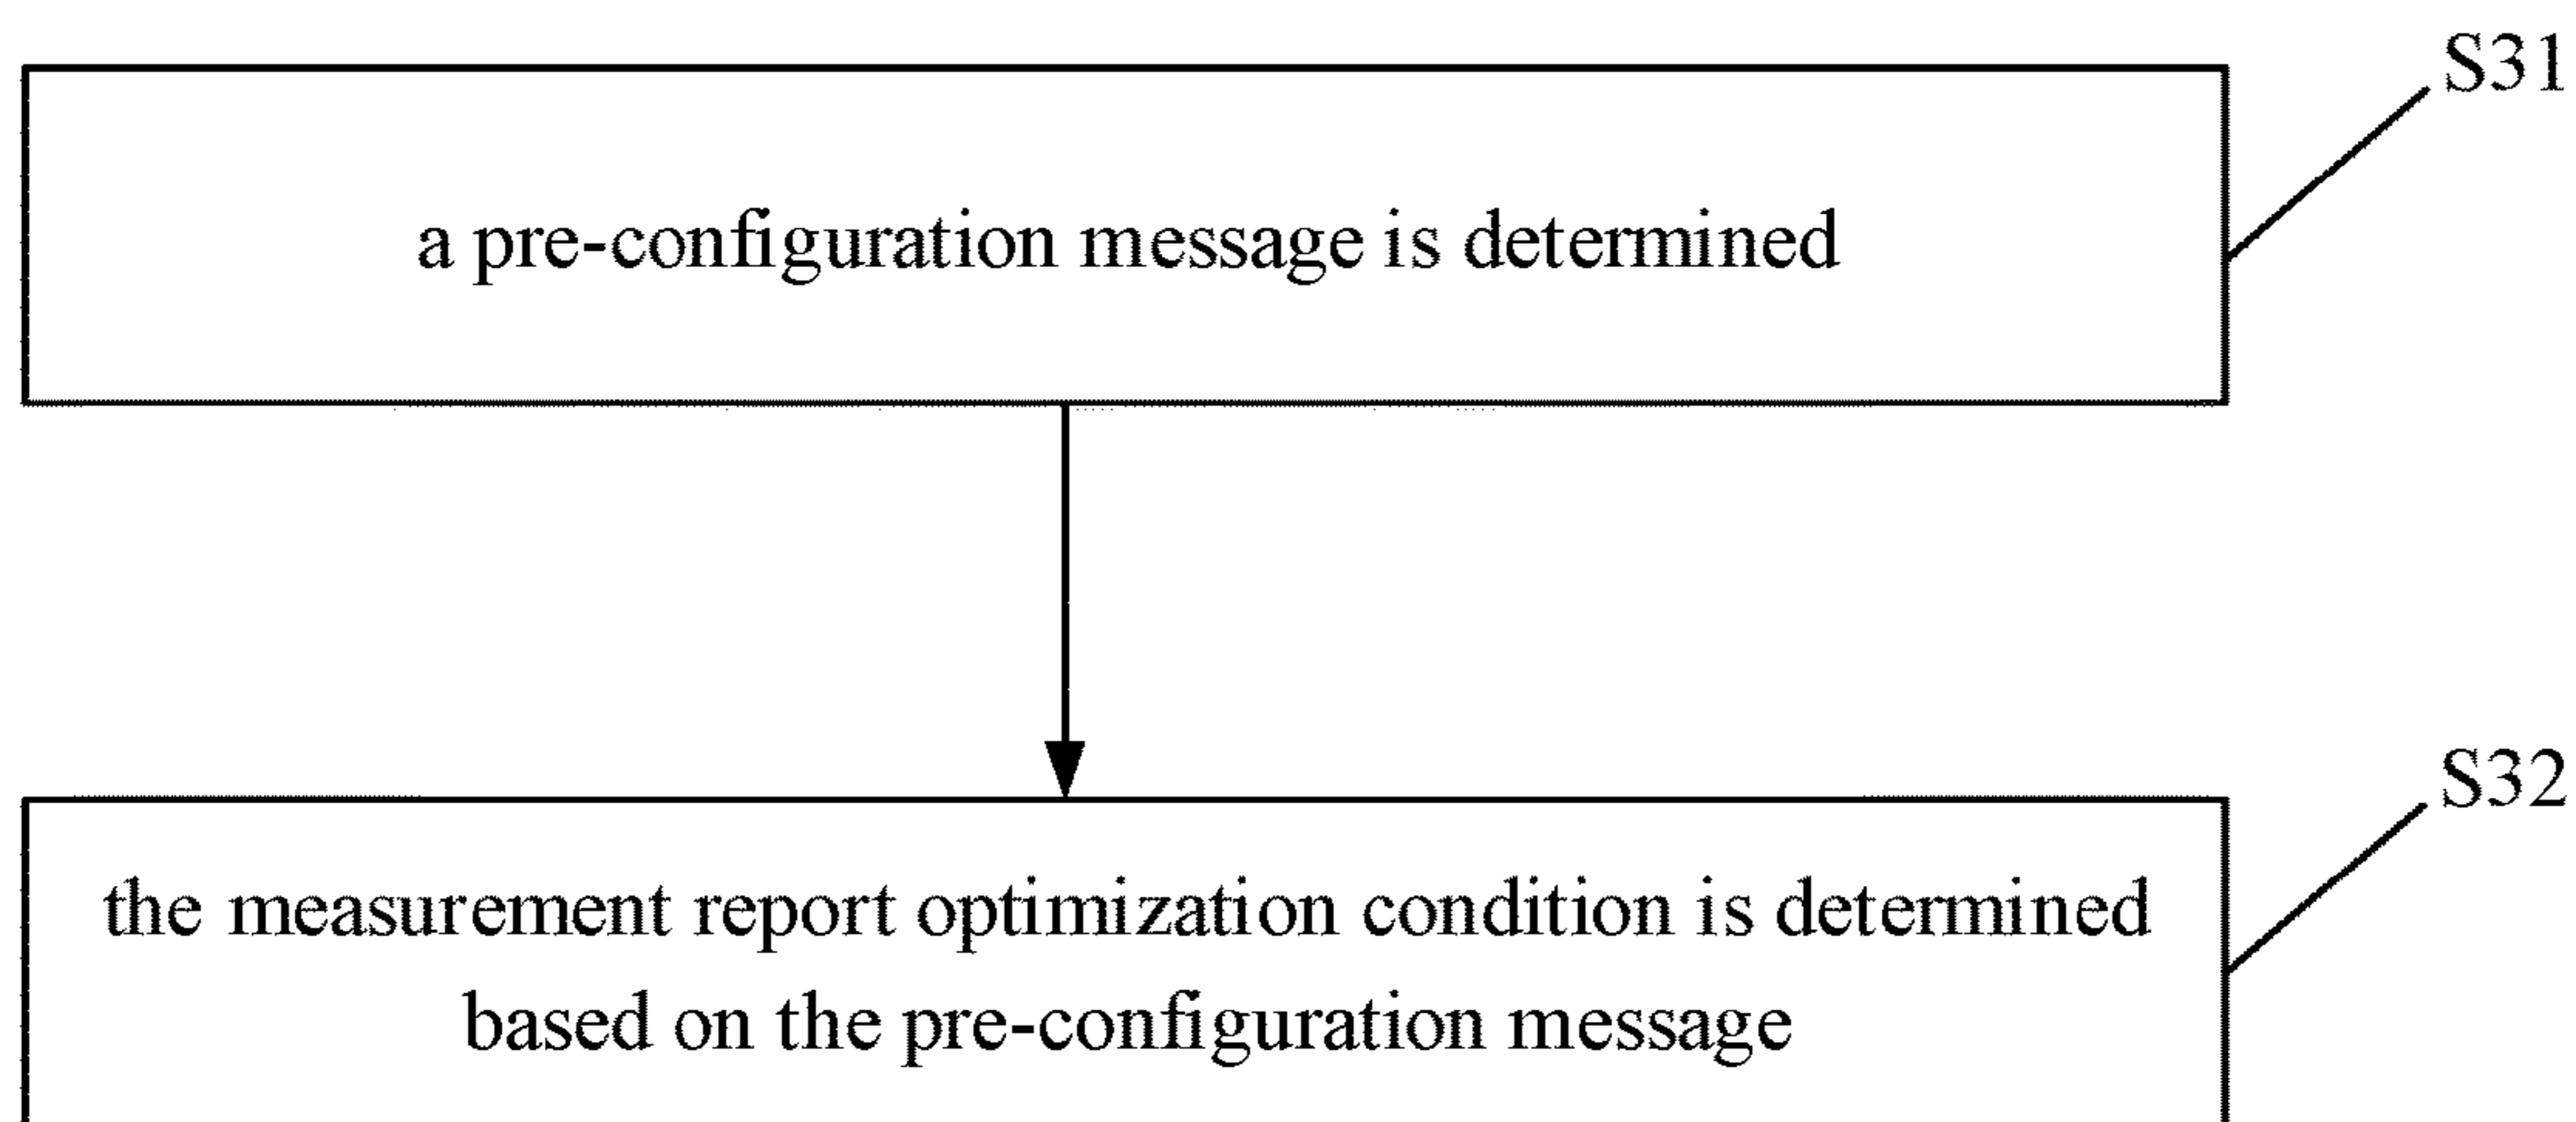 S31
a pre-configuration message is determined
S32
the measurement report optimization condition is determined
based on the pre-configuration message